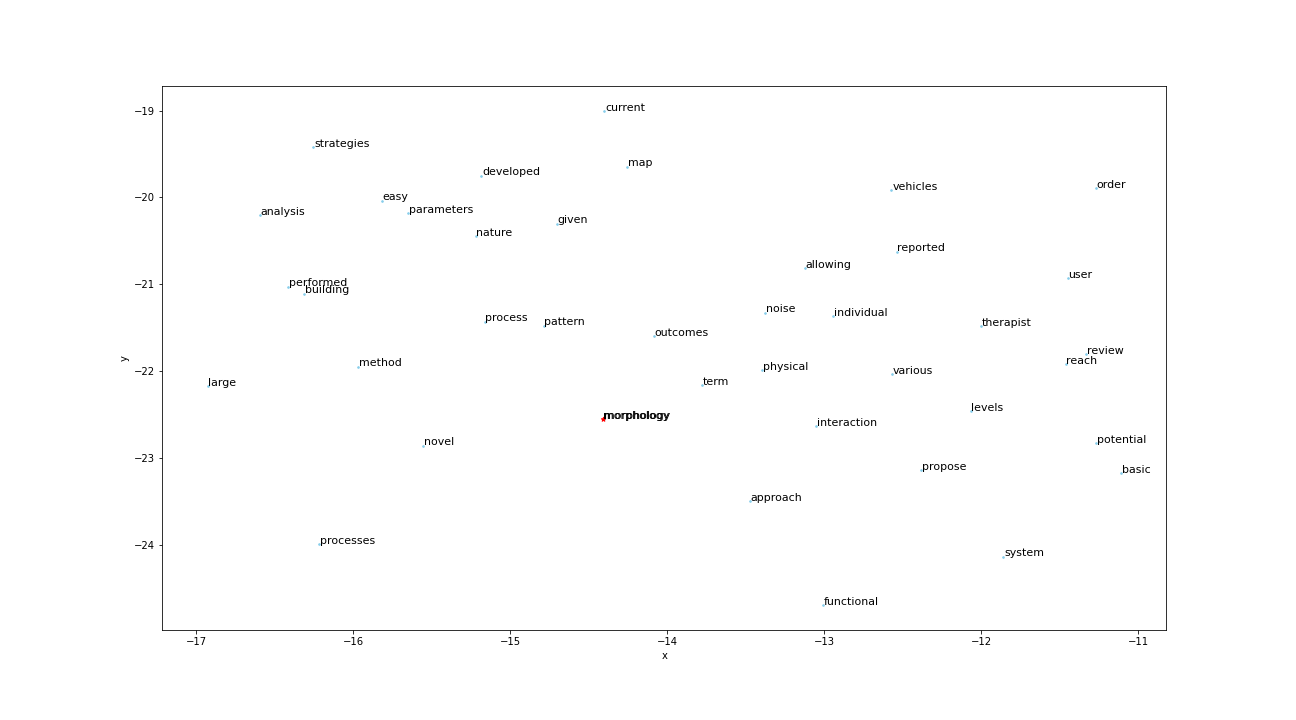 current
−19
strategies
map
developed
vehicles
order
−20
easy
parameters
analysis
given
nature
reported
allowing
user
−21
performed
building
noise
individual
process
pattern
therapist
outcomes
review
y
reach
method
physical
−22
various
large
term
levels
morphology
interaction
novel
potential
−23
propose
basic
approach
processes
−24
system
functional
−17
−16
−15
−14
−13
−12
−11
x